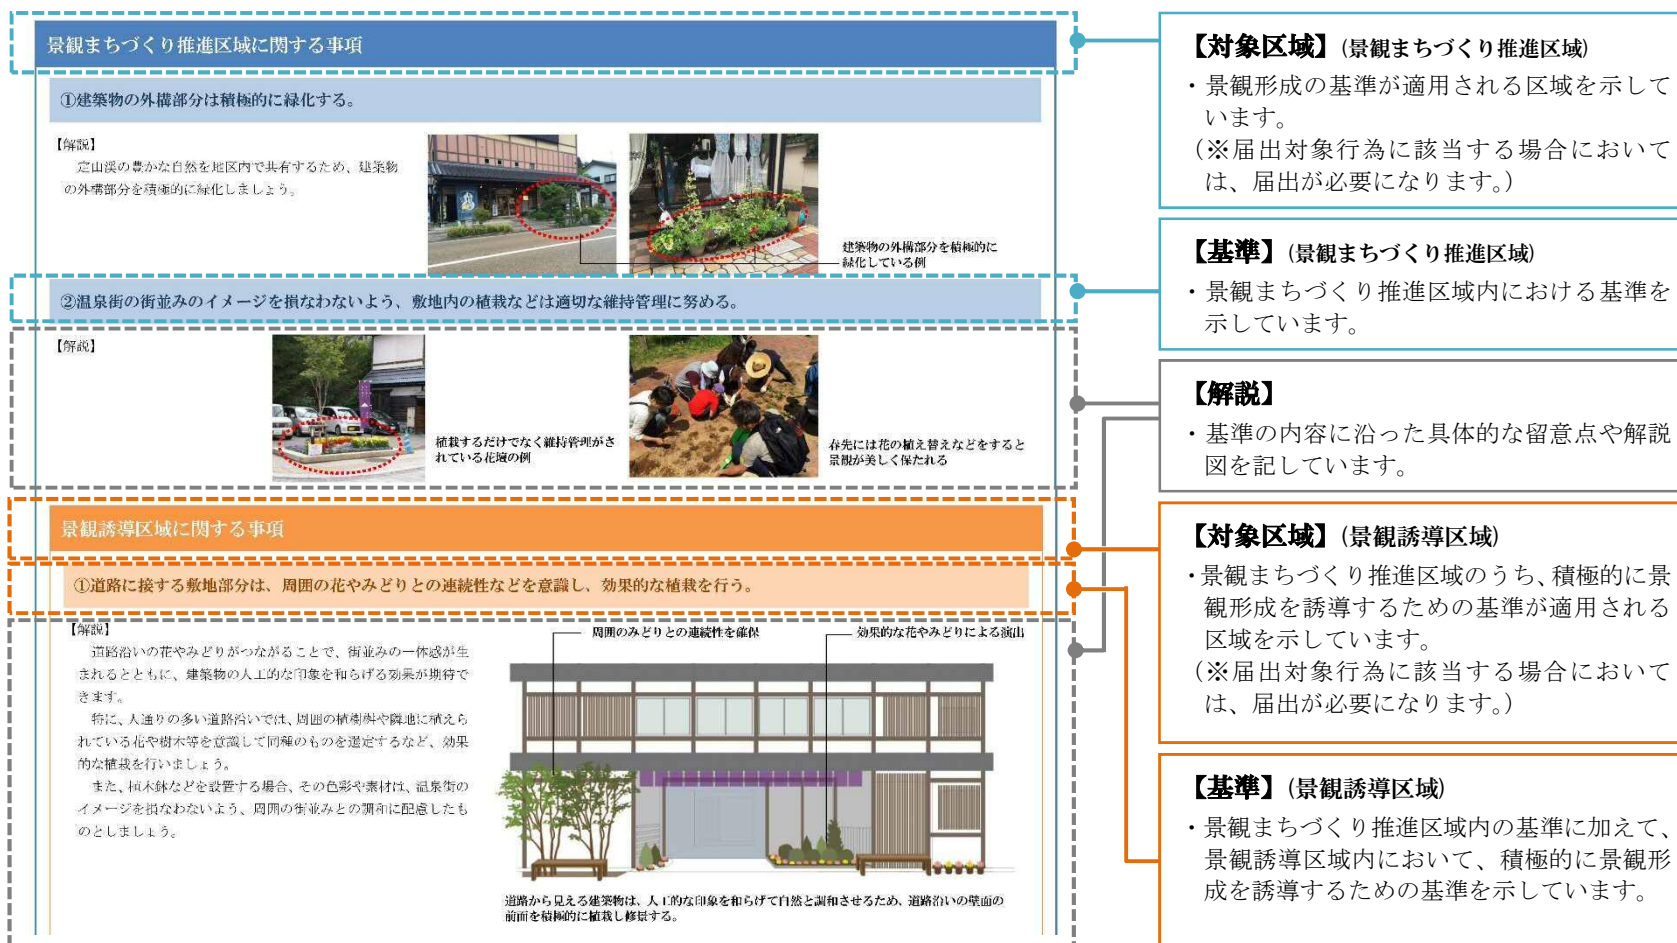 景観まちづくり推進区域に関する事項
①建築物の外構部分は積極的に緑化する。
【解説】
定山渓の豊かな自然を地区内で共有するため、建築物
の外構部分を積極的に緑化しましょう。
建築物の外構部分を積極的に
緑化している例
②温泉街の街並みのイメージを損なわないよう、敷地内の植栽などは適切な維持管理に努める。
【解説】
植栽するだけでなく維持管理がさ
れている花壇の例
春先には花の植え替えなどをすると
景観が美しく保たれる
景観誘導区域に関する事項
①道路に接する敷地部分は、周囲の花やみどりとの連続性などを意識し、効果的な植栽を行う。
【解説】
道路沿いの花やみどりがつながることで、街並みの一体感が生
まれるとともに、建築物の人工的な印象を和らげる効果が期待で
きます。
特に、人通りの多い道路沿いでは、周囲の植樹桝や隣地に植えら
れている花や樹木等を意識して同種のものを選定するなど、効果
的な植栽を行いましょう。
また、植木鉢などを設置する場合、その色彩や素材は、温泉街の
イメージを損なわないよう、周囲の街並みとの調和に配慮したも
のとしましょう。
周囲のみどりとの連続性を確保
効果的な花やみどりによる演出
道路から見える建築物は、人工的な印象を和らげて自然と調和させるため、道路沿いの壁面の
前面を積極的に植栽し修景する。
【対象区域】(景観まちづくり推進区域)
・景観形成の基準が適用される区域を示して
います。
(※届出対象行為に該当する場合において
は、届出が必要になります。)
【基準】(景観まちづくり推進区域)
・景観まちづくり推進区域内における基準を
示しています。
【解説】
・基準の内容に沿った具体的な留意点や解説
図を記しています。
【対象区域】(景観誘導区域)
・景観まちづくり推進区域のうち、積極的に景
観形成を誘導するための基準が適用される
区域を示しています。
(※届出対象行為に該当する場合において
は、届出が必要になります。)
【基準】(景観誘導区域)
・景観まちづくり推進区域内の基準に加えて、
景観誘導区域内において、積極的に景観形
成を誘導するための基準を示しています。